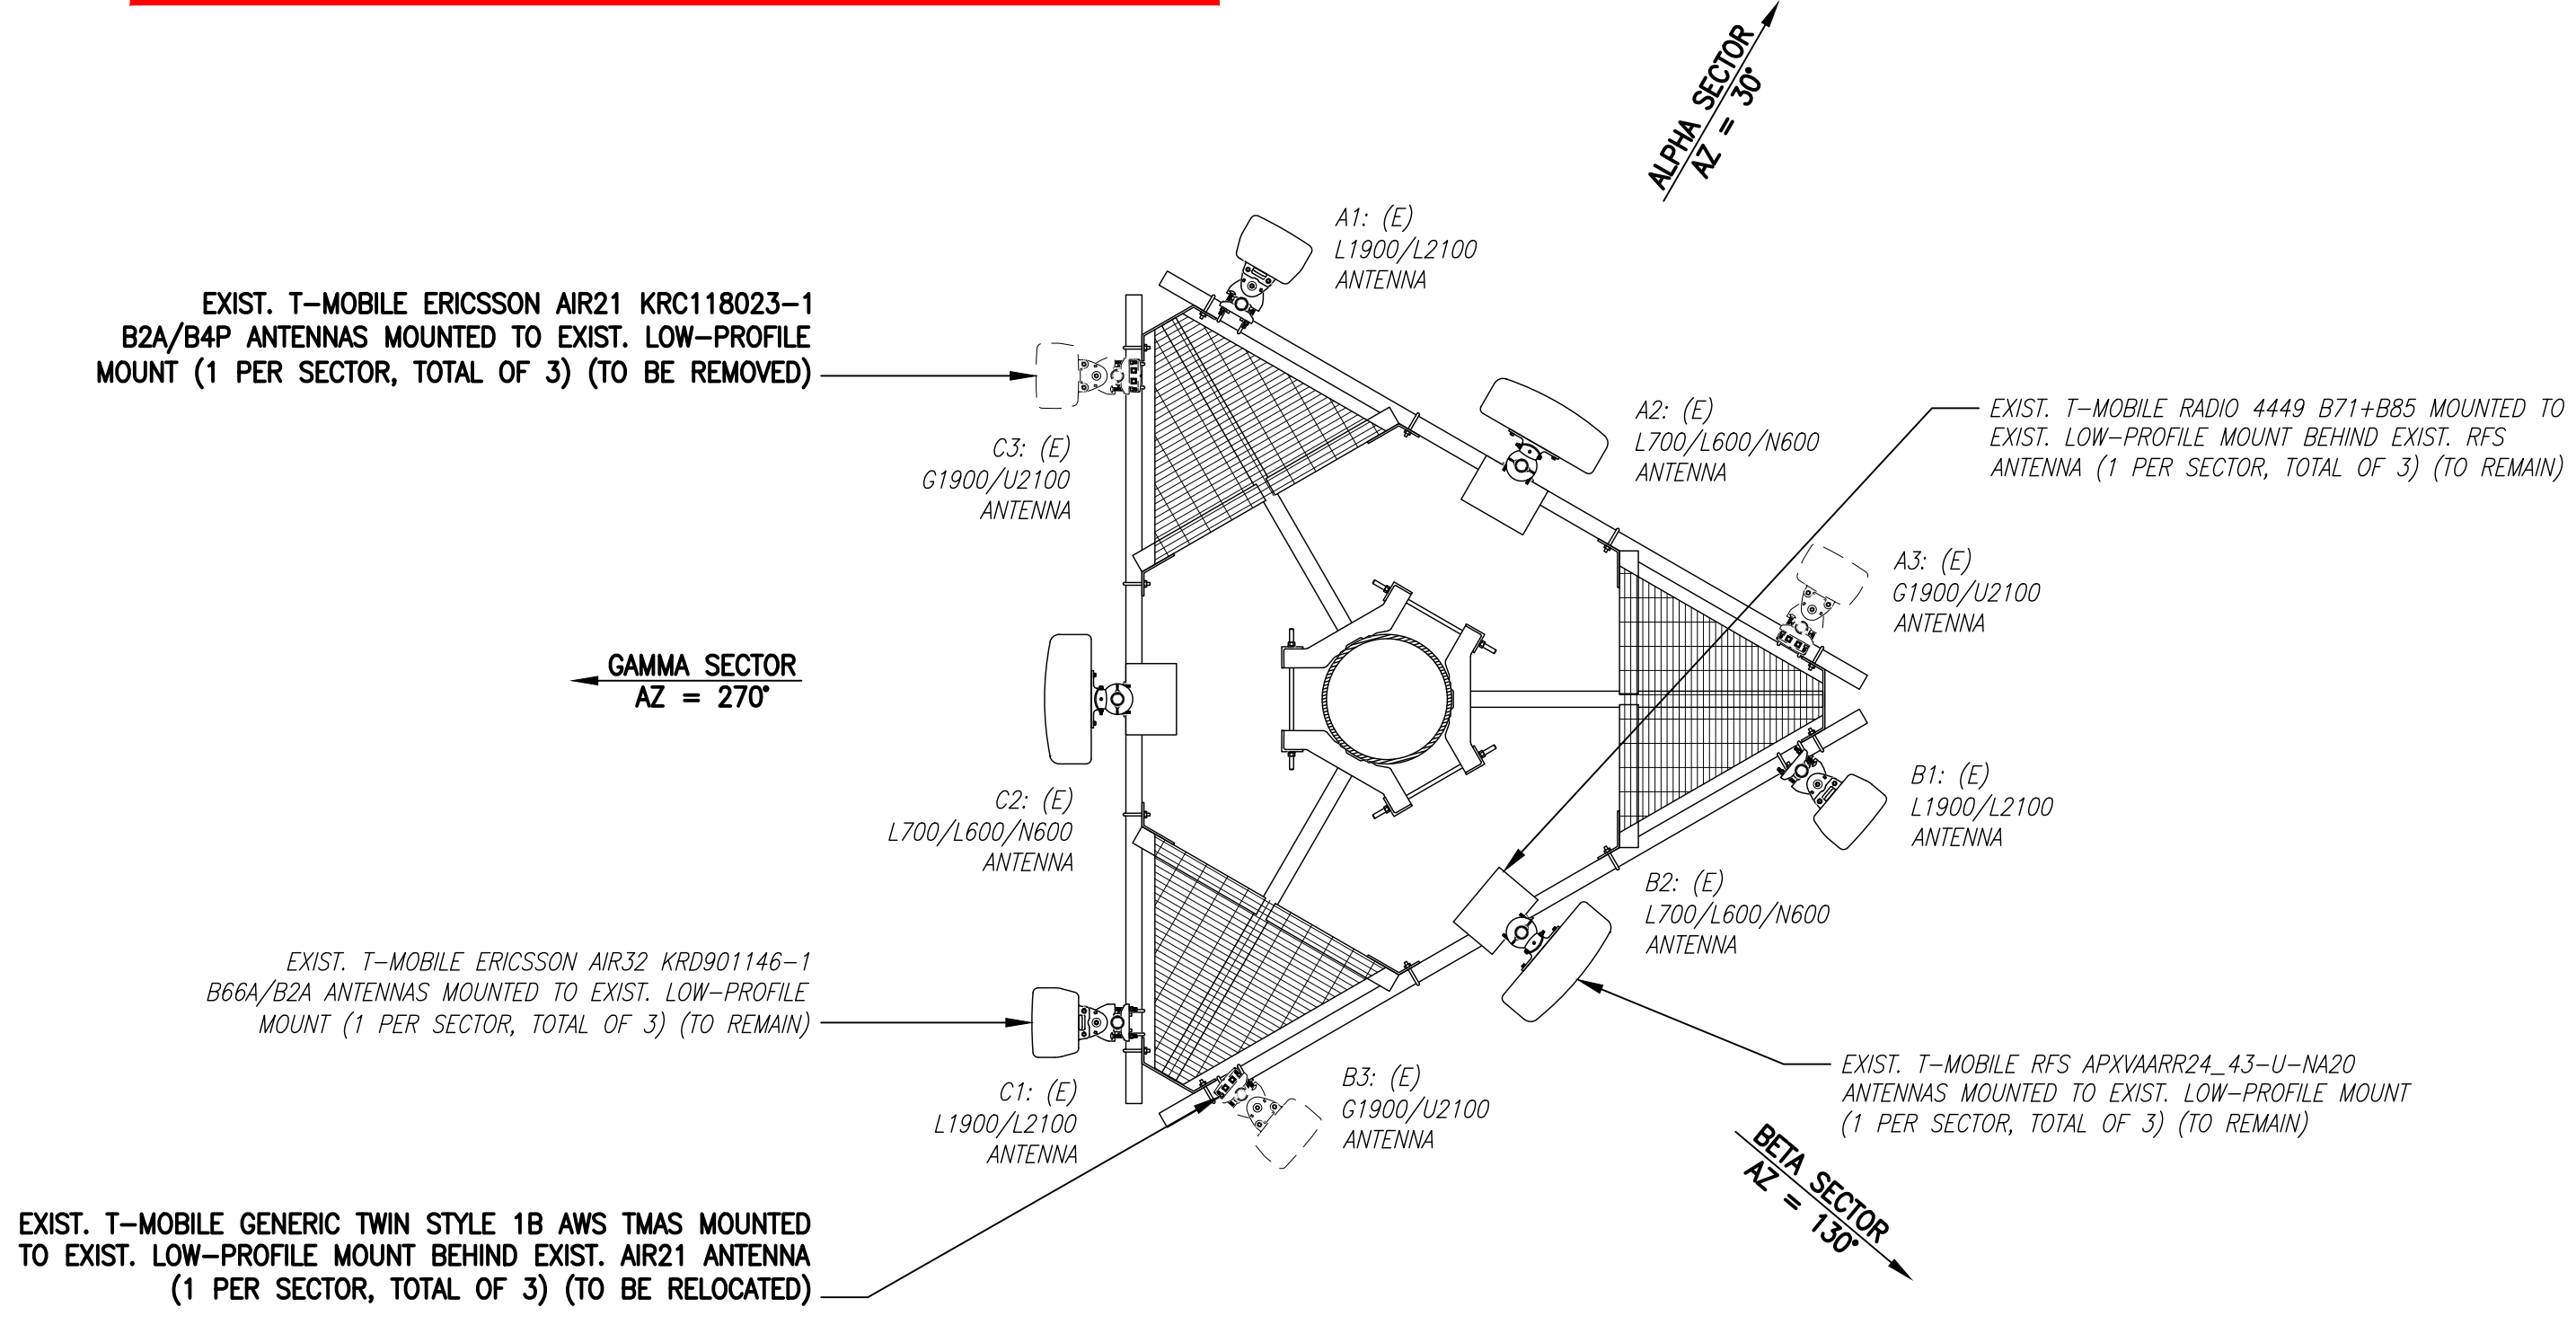 ALPHA SECTOR
AZ = 30°
A1: (E)
L1900/L2100
ANTENNA
EXIST. T-MOBILE ERICSSON AIR21 KRC118023-1
B2A/B4P ANTENNAS MOUNTED TO EXIST. LOW-PROFILE
MOUNT (1 PER SECTOR, TOTAL OF 3) (TO BE REMOVED)
A2: (E)
L700/L600/N600
ANTENNA
EXIST. T-MOBILE RADIO 4449 B71+B85 MOUNTED TO
EXIST. LOW-PROFILE MOUNT BEHIND EXIST. RFS
ANTENNA (1 PER SECTOR, TOTAL OF 3) (TO REMAIN)
C3: (E)
G1900/U2100
ANTENNA
A3: (E)
G1900/U2100
ANTENNA
GAMMA SECTOR
AZ = 270°
B1: (E)
L1900/L2100
ANTENNA
C2: (E)
L700/L600/N600
ANTENNA
B2: (E)
L700/L600/N600
ANTENNA
EXIST. T-MOBILE ERICSSON AIR32 KRD901146-1
B66A/B2A ANTENNAS MOUNTED TO EXIST. LOW-PROFILE
MOUNT (1 PER SECTOR, TOTAL OF 3) (TO REMAIN)
EXIST. T-MOBILE RFS APXVAARR24_43-U-NA20
ANTENNAS MOUNTED TO EXIST. LOW-PROFILE MOUNT
(1 PER SECTOR, TOTAL OF 3) (TO REMAIN)
C1: (E)
L1900/L2100
ANTENNA
B3: (E)
G1900/U2100
ANTENNA
BETA SECTOR
AZ = 130°
EXIST. T-MOBILE GENERIC TWIN STYLE 1B AWS TMAS MOUNTED
TO EXIST. LOW-PROFILE MOUNT BEHIND EXIST. AIR21 ANTENNA
(1 PER SECTOR, TOTAL OF 3) (TO BE RELOCATED)